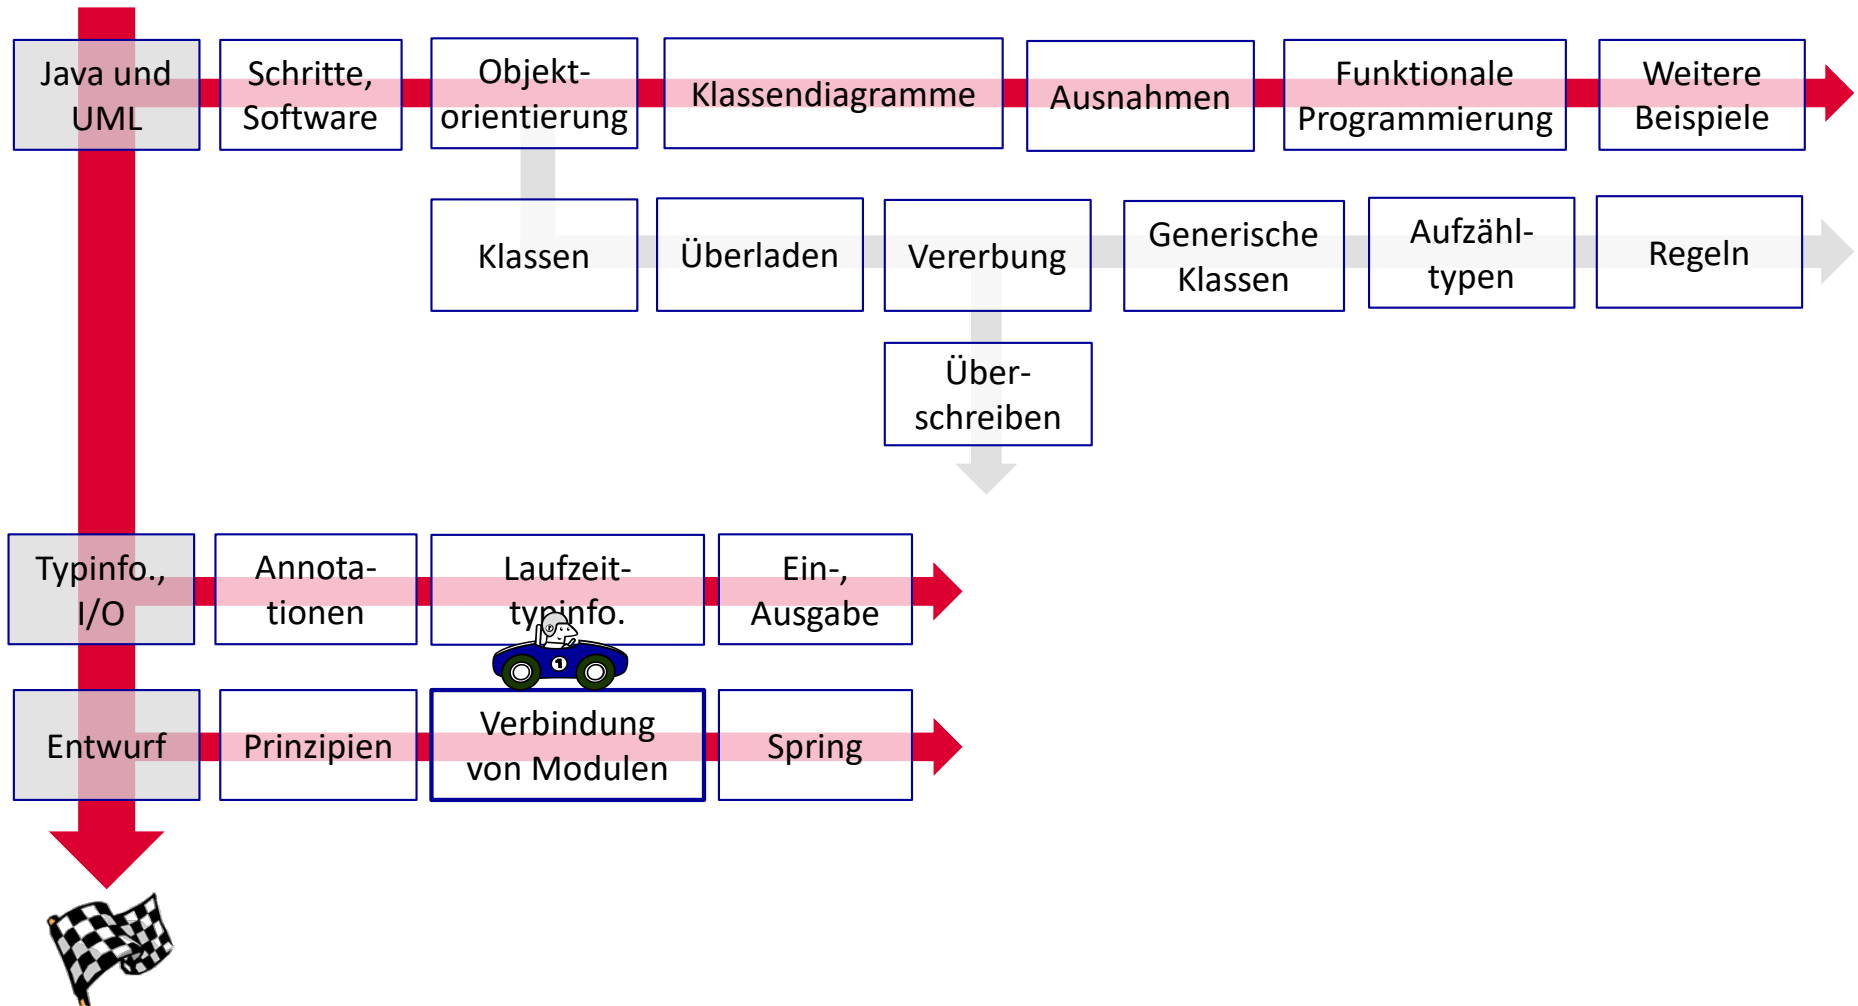 Java und
UML
Schritte,
Software
Objekt-
orientierung
Klassendiagramme
Ausnahmen
Funktionale
Programmierung
Weitere
Beispiele
Klassen
Überladen
Vererbung
Generische
Klassen
Aufzähl-
typen
Regeln
Über-
schreiben
Typinfo.,
I/O
Annota-
tionen
Laufzeit-
typinfo.
Ein-,
Ausgabe
1
Entwurf
Prinzipien
Verbindung
von Modulen
Spring